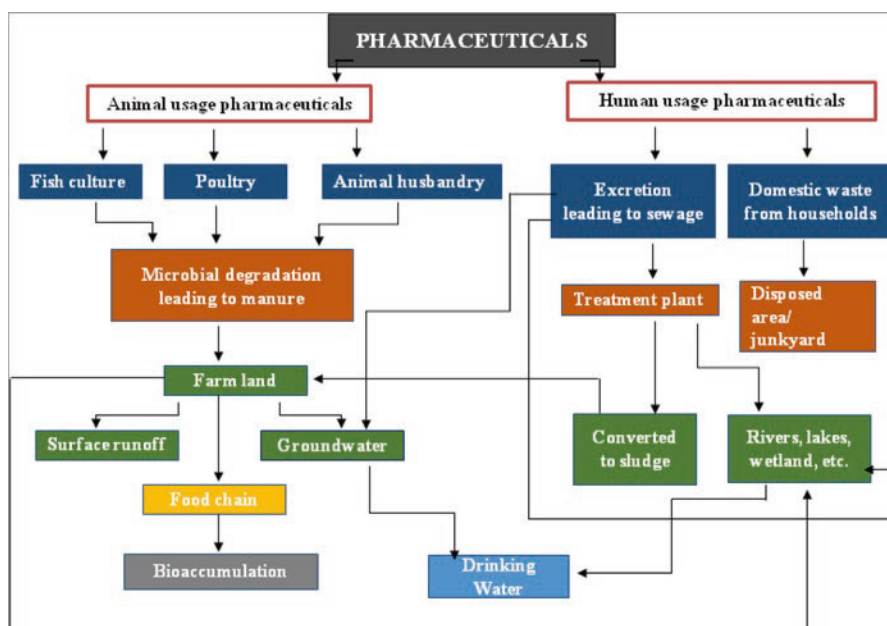 PHARMACEUTICALS
Animal usage pharmaceuticals
Human usage pharmaceuticals
Fish culture
Poultry
Animal husbandry
Excretion
leading to sewage
Domestic waste
from households
Microbial degradation
leading to manure
Treatment plant
Disposed
area/
junkyard
Farm land
Surface runoff
Groundwater
Converted
to sludge
Rivers, lakes,
wetland, etc.
Food chain
Bioaccumulation
Drinking
Water